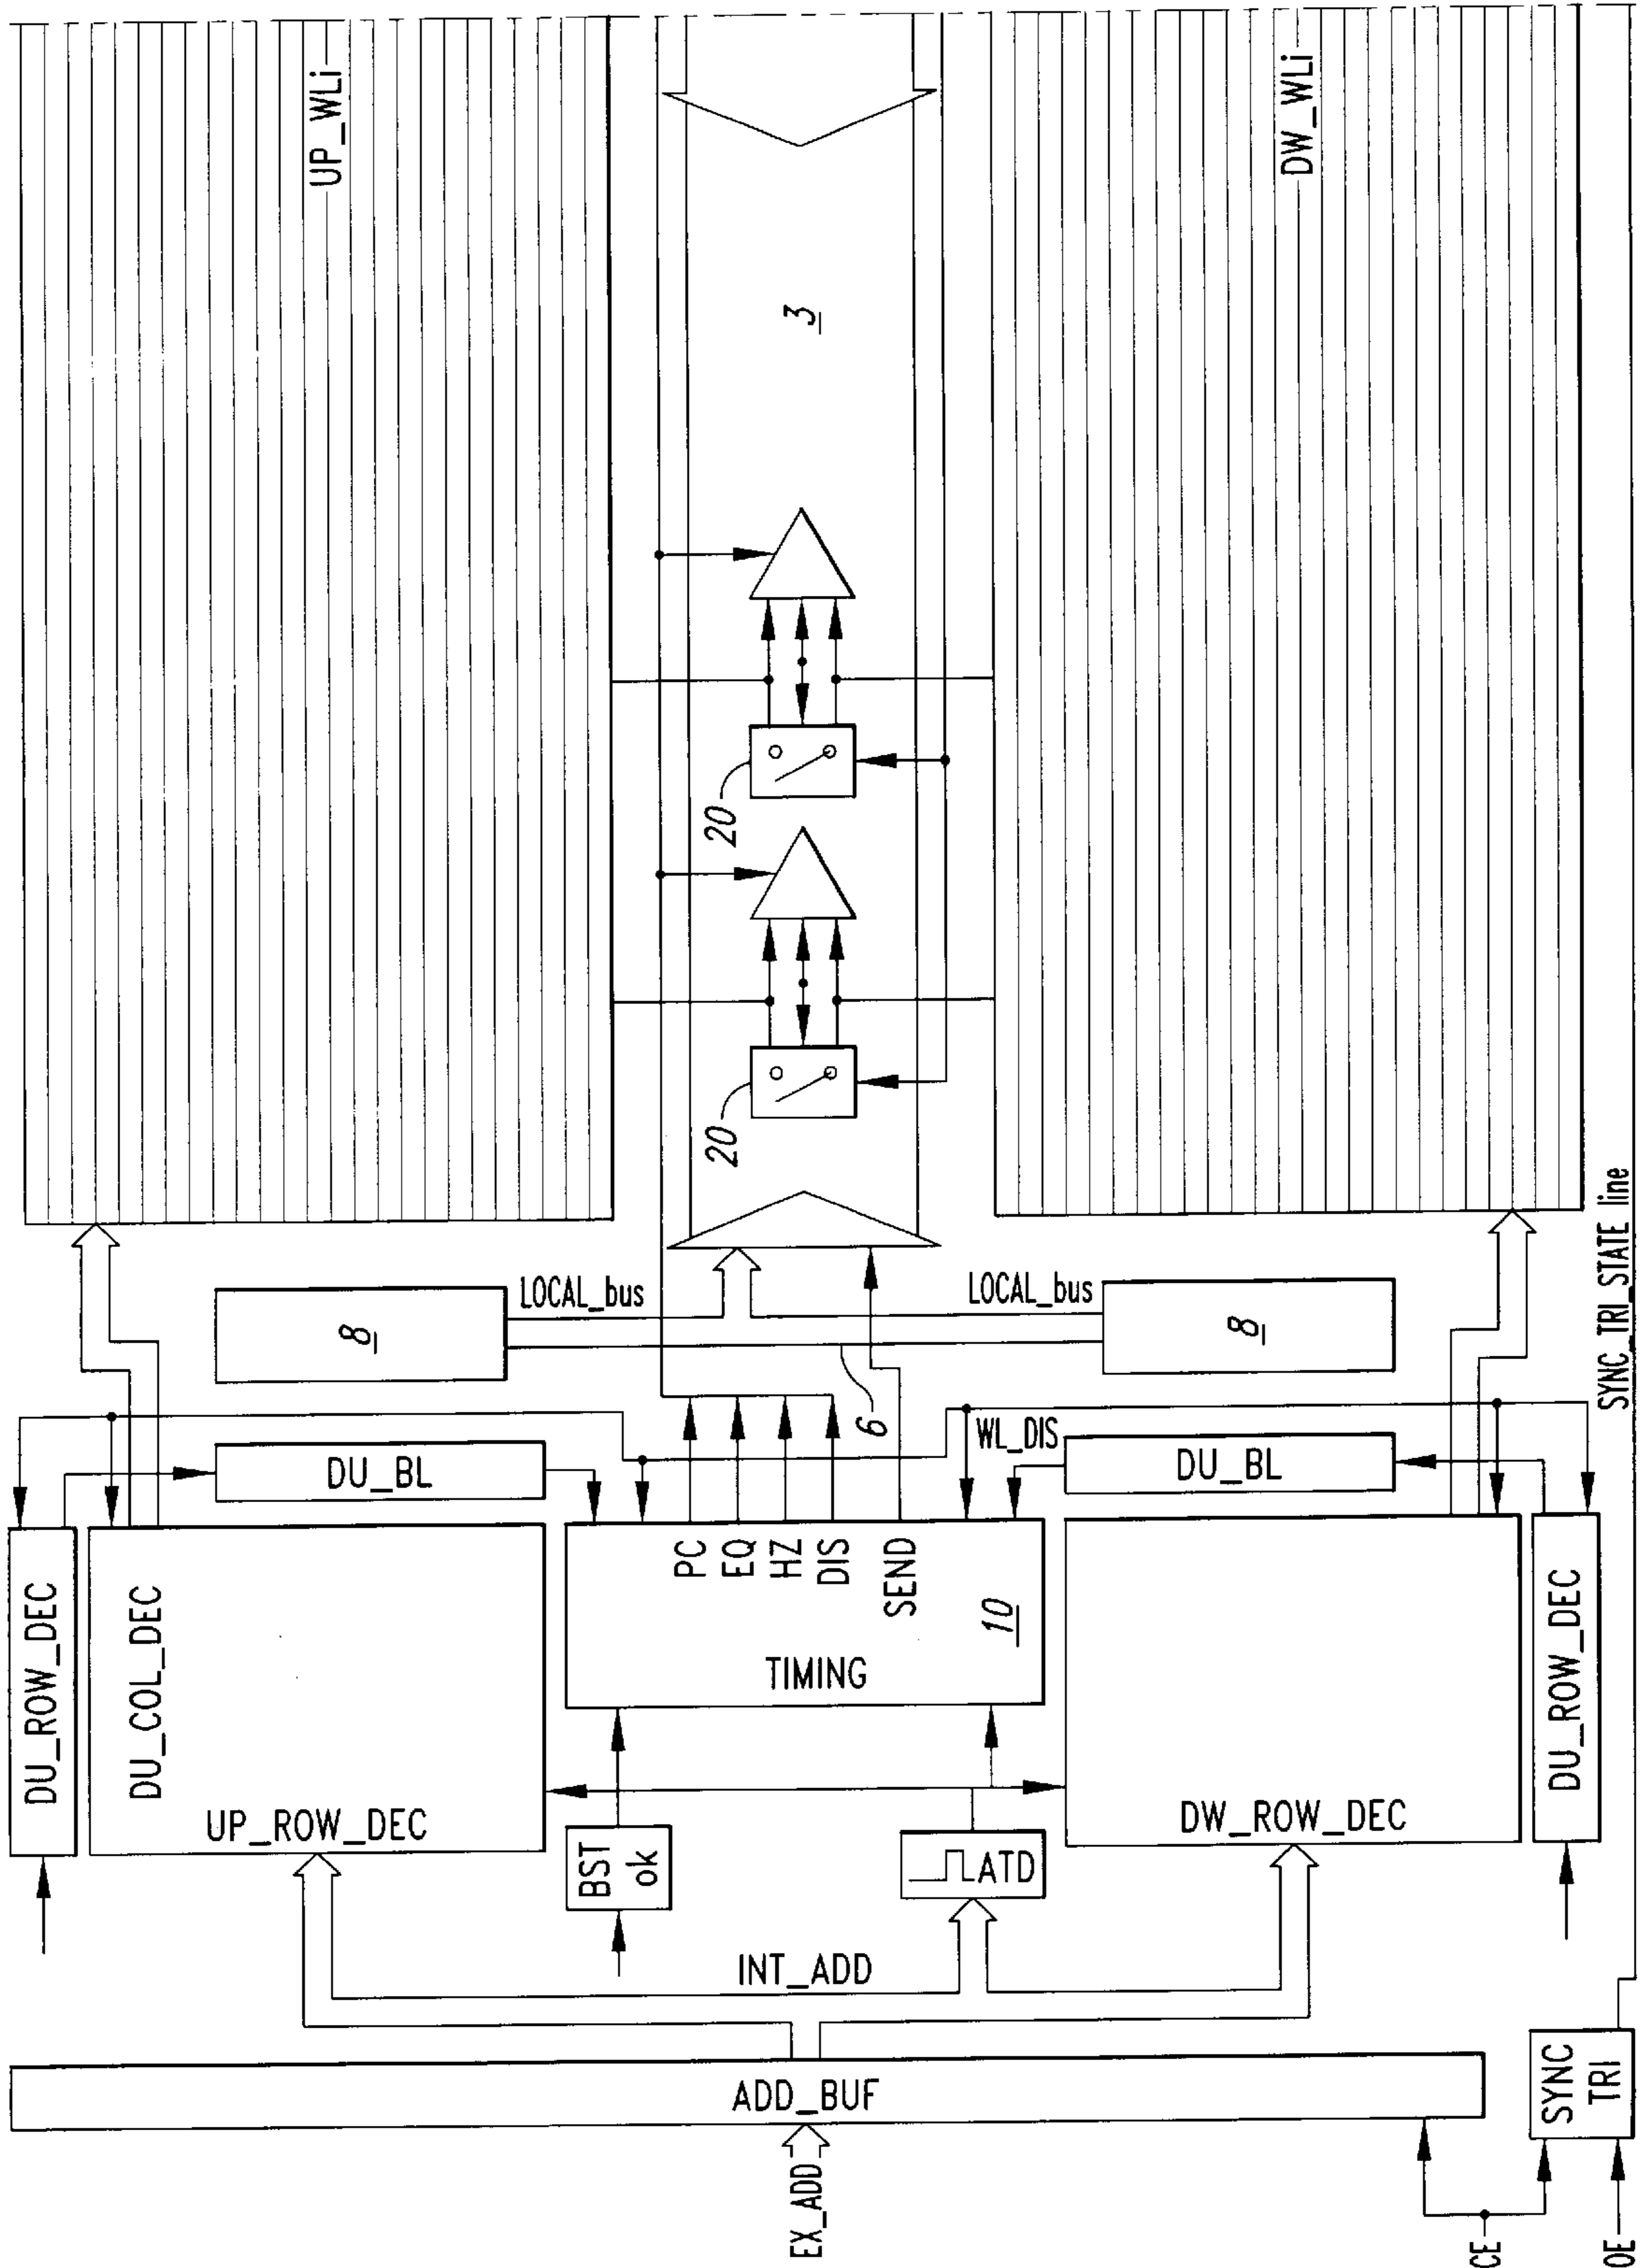 UP_WLi
DW_WLi
3
20
20
LOCAL_bus
LOCAL_bus
8
8
6
SYNC_TRI_STATE line
WL_DIS
DU_BL
DU_BL
DU_ROW_DEC
DU_COL_DEC
UP_ROW_DEC
PC
EQ
HZ
DIS
SEND
10
TIMING
DW_ROW_DEC
DU_ROW_DEC
BST
ok
ATD
INT_ADD
ADD_BUF
SYNC
TRI
EX_ADD
CE
OE